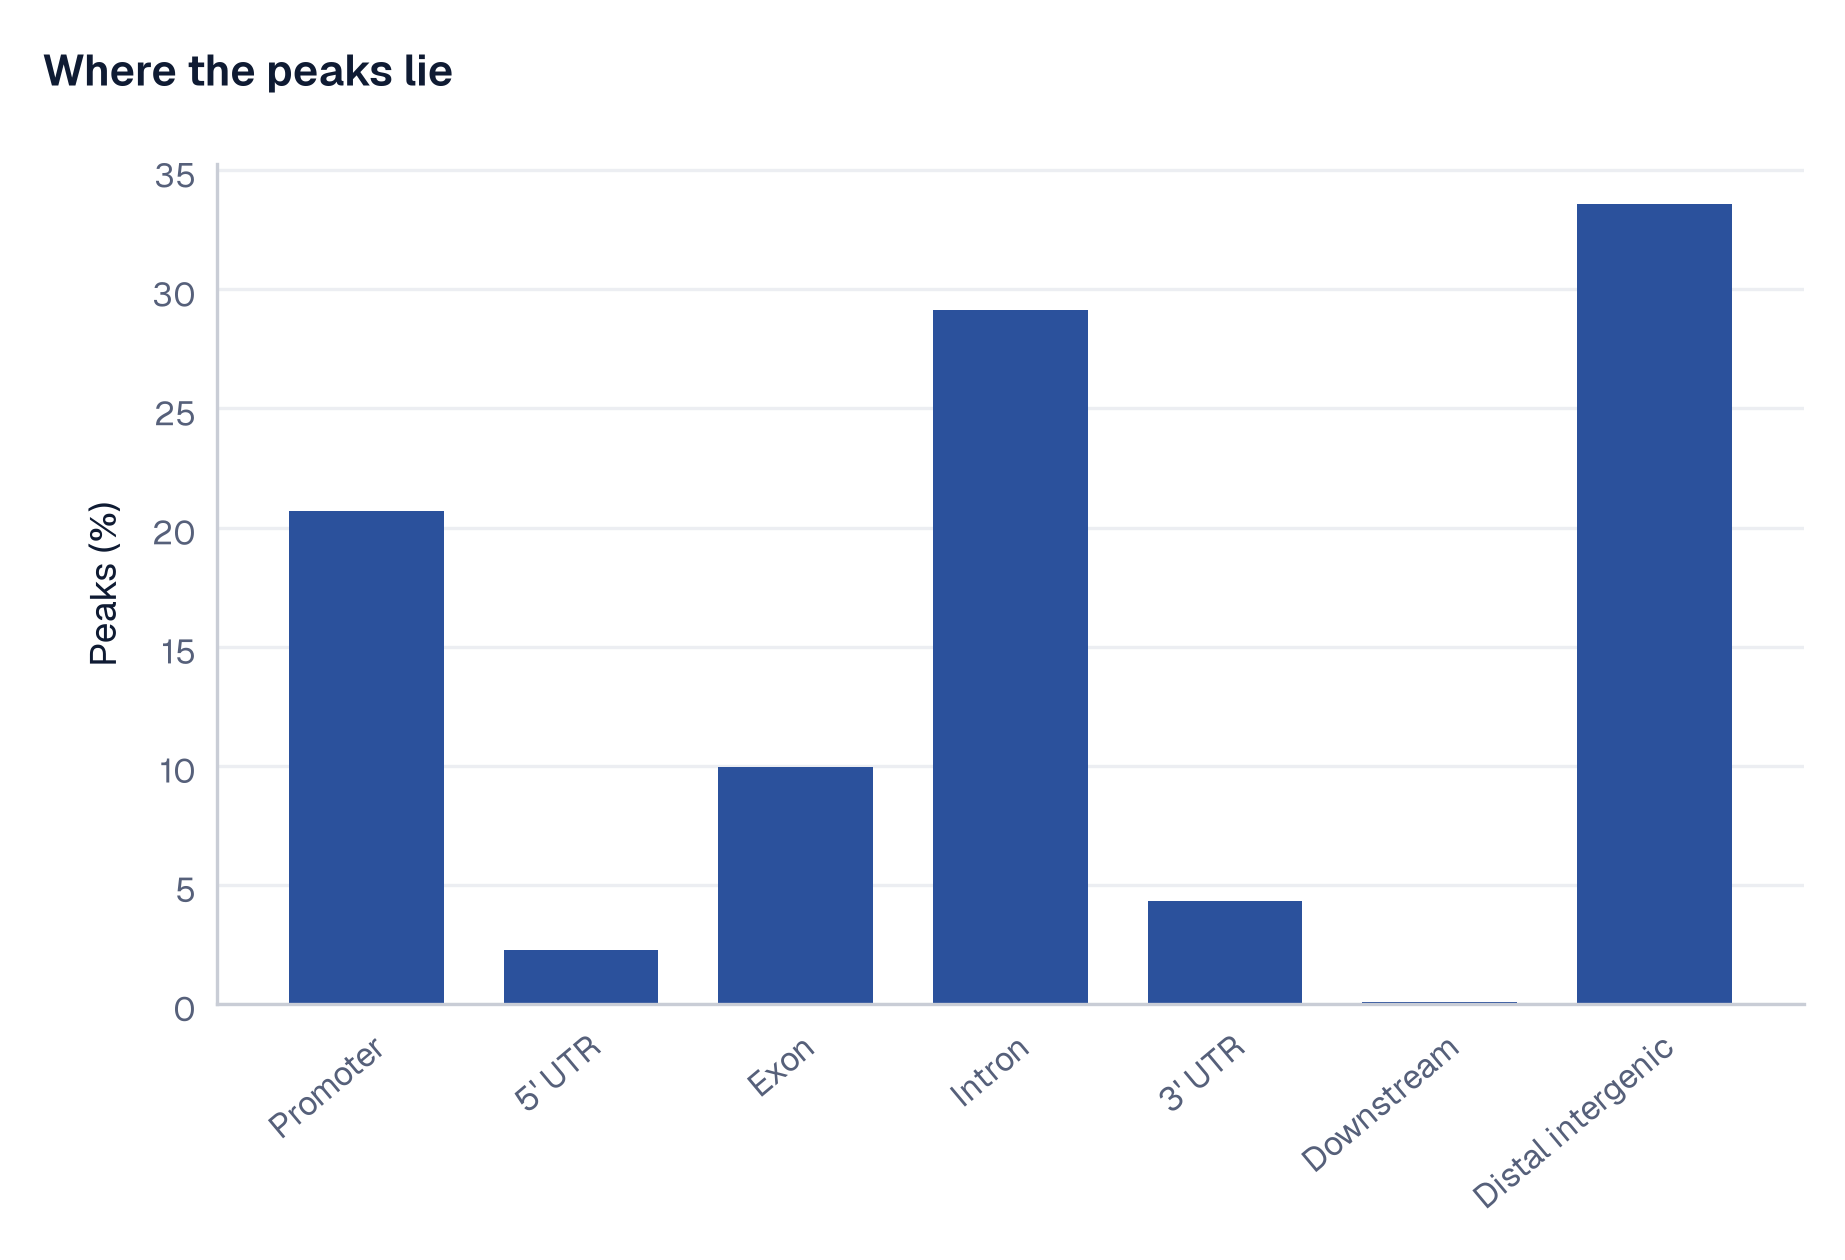 Where the peaks lie
Peaks (%)
35
30
25
20
15
10
5
0
Promoter
5' UTR
Exon
Intron
3' UTR
Downstream
Distal intergenic